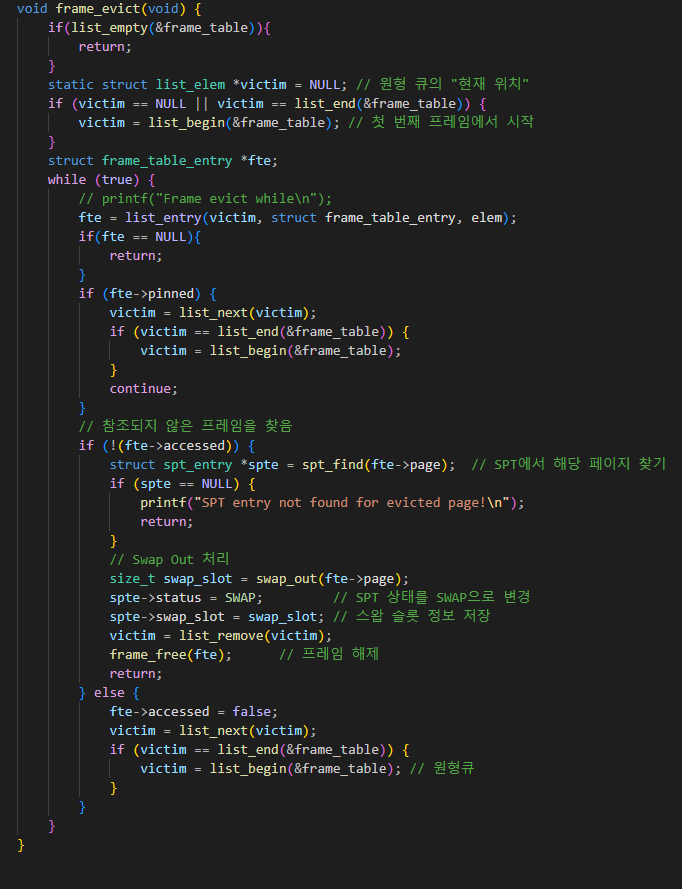 void frame_evict(void) {
    if(list_empty(&frame_table)){
        return;
    }
    static struct list_elem *victim = NULL; // 원형 큐의 "현재 위치"
    if (victim == NULL || victim == list_end(&frame_table)) {
        victim = list_begin(&frame_table); // 첫 번째 프레임에서 시작
    }
    struct frame_table_entry *fte;
    while (true) {
        // printf("Frame evict while\n");
        fte = list_entry(victim, struct frame_table_entry, elem);
        if(fte == NULL){
            return;
        }
        if (fte->pinned) {
            victim = list_next(victim);
            if (victim == list_end(&frame_table)) {
                victim = list_begin(&frame_table);
            }
            continue;
        }
        // 참조되지 않은 프레임을 찾음
        if (!(fte->accessed)) {
            struct spt_entry *spte = spt_find(fte->page);  // SPT에서 해당 페이지 찾기
            if (spte == NULL) {
                printf("SPT entry not found for evicted page!\n");
                return;
            }
            // Swap Out 처리
            size_t swap_slot = swap_out(fte->page);
            spte->status = SWAP;         // SPT 상태를 SWAP으로 변경
            spte->swap_slot = swap_slot; // 스왑 슬롯 정보 저장
            victim = list_remove(victim);
            frame_free(fte);      // 프레임 해제
            return;
        } else {
            fte->accessed = false;
            victim = list_next(victim);
            if (victim == list_end(&frame_table)) {
                victim = list_begin(&frame_table); // 원형큐
            }
        }
    }
}